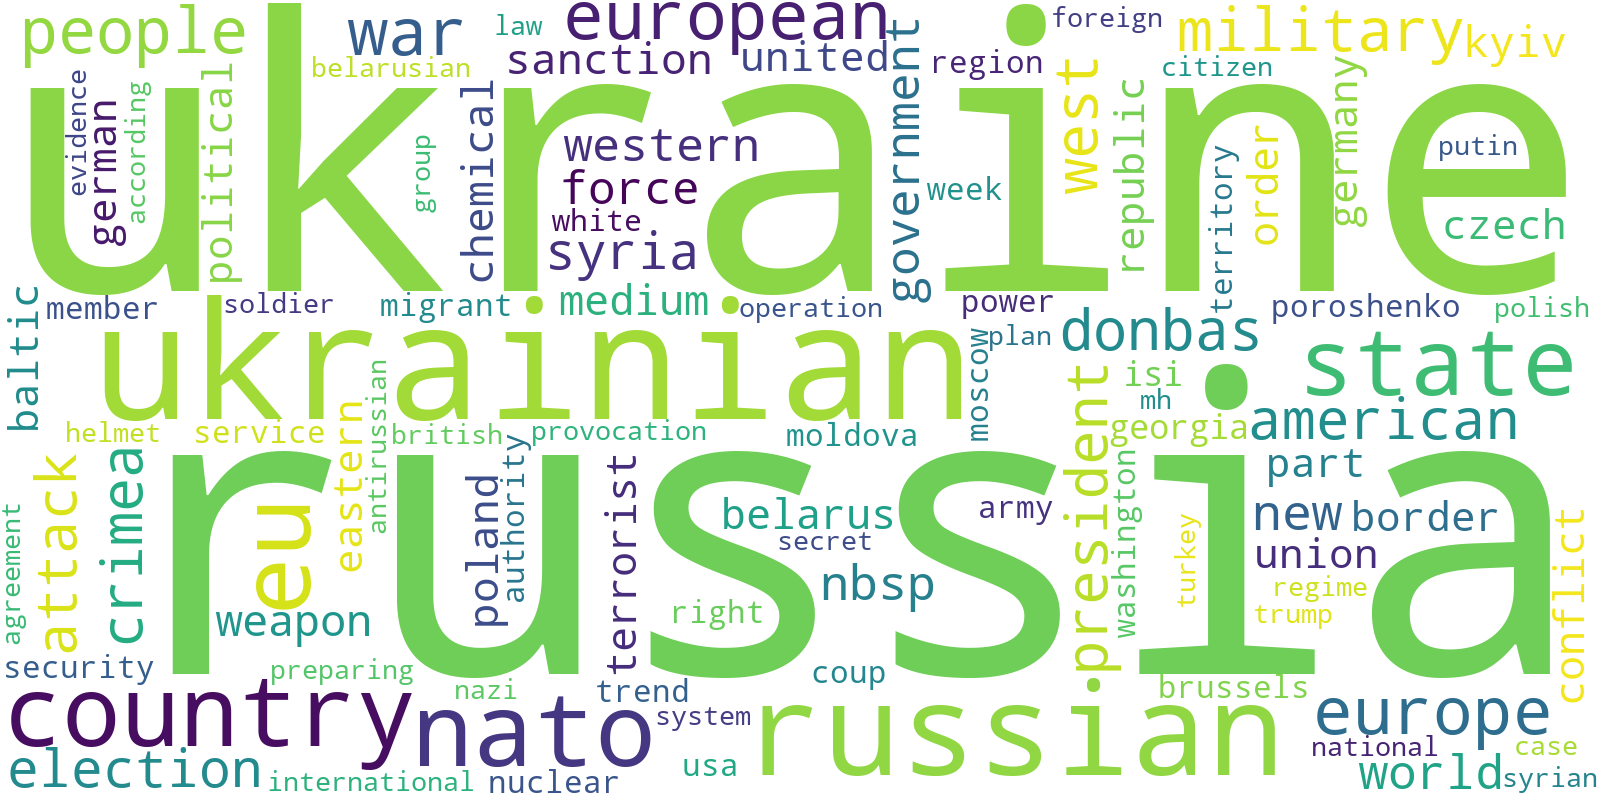 people
war
law
european
foreign
military
kyiv
belarusian
sanction
united
region
citizen
ukraine
evidence
german
according
political
group
chemical
western
force
white
syria
government
week
west
republic
territory
order
germany
putin
czech
baltic
member
soldier
migrant
medium
operation
power
poroshenko
polish
ukrainian
plan
moscow
donbas
state
isi
mh
president
georgia
american
helmet
service
eastern
antirussian
british
provocation
moldova
russia
part
attack
crimea
eu
poland
authority
terrorist
belarus
secret
army
nbsp
washington
turkey
new
border
union
regime
trump
conflict
agreement
weapon
right
security
preparing
nazi
trend
coup
brussels
country
nato
system
russian
europe
national
case
election
international
nuclear
usa
world
syrian